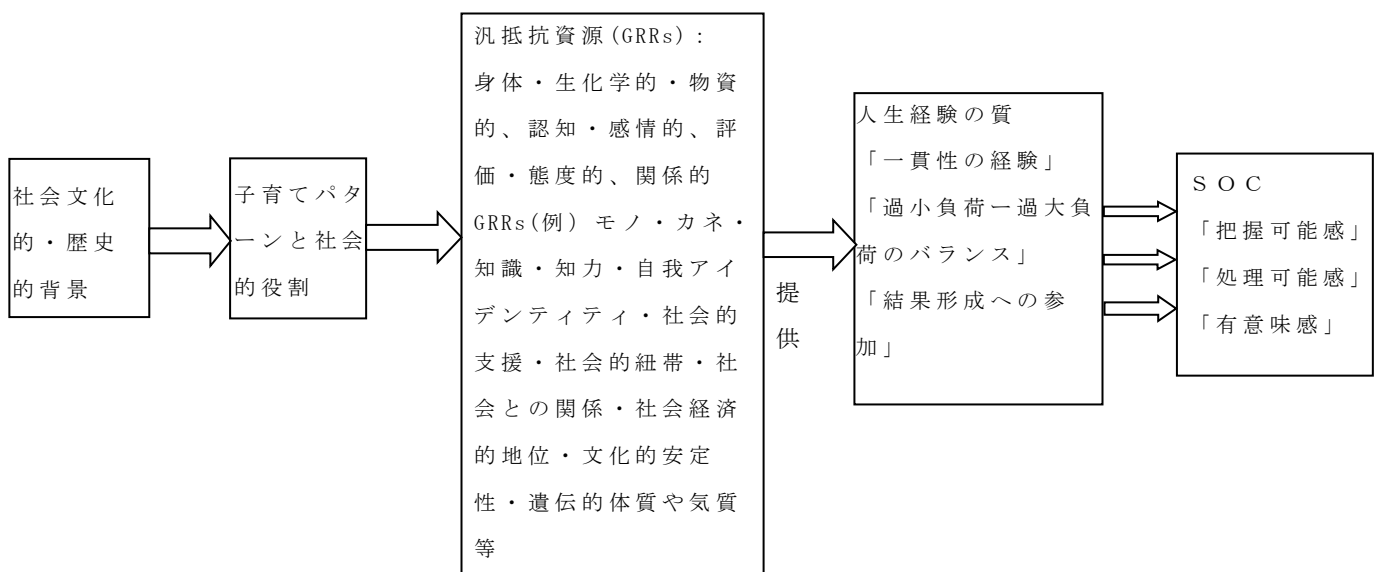 社会文化
的・歴史
的背景
子育てパタ
ーンと社会
的役割
汎抵抗資源(GRRs):
身体・生化学的・物資
的、認知・感情的、評
価・態度的、関係的
GRRs(例) モノ・カネ・
知識・知力・自我アイ
デンティティ・社会的
支援・社会的紐帯・社
会との関係・社会経済
的地位・文化的安定
性・遺伝的体質や気質
等
提
供
人生経験の質
「一貫性の経験」
「過小負荷ー過大負
荷のバランス」
「結果形成への参
加」
SOC
「把握可能感」
「処理可能感」
「有意味感」